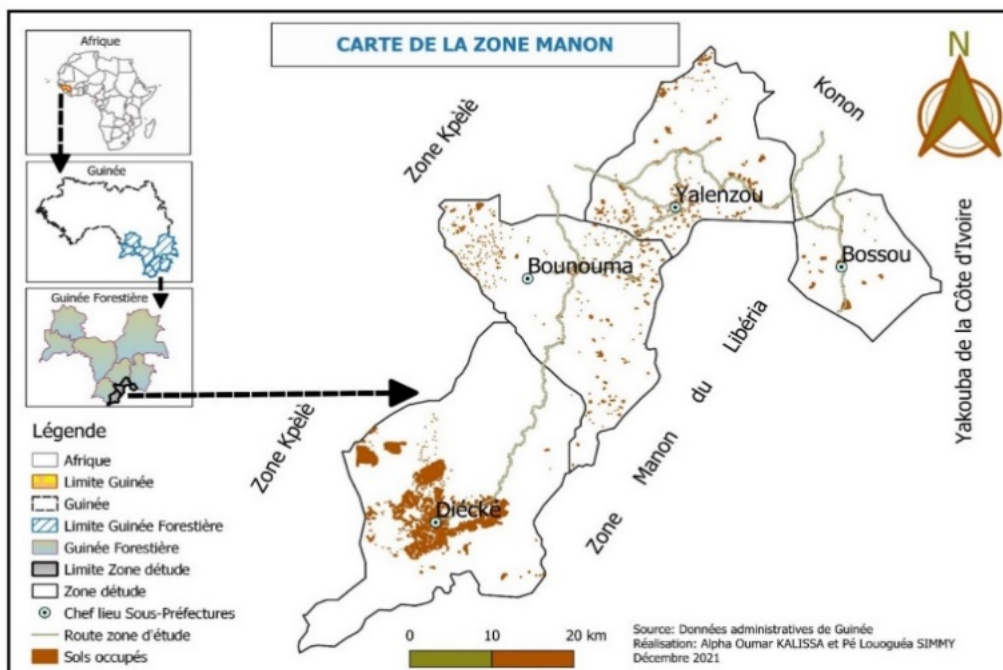 CARTE DE LA ZONE MANON
Afrique
Guinée
Guinée Forestière
N
Zone Kpèlè
Konon
Yalenzou
Bounouma
Bossou
Zone Manon du Libéria
Yakouba de la Côte d'Ivoire
Zone Kpèlè
Diécké
Légende
Afrique
Limite Guinée
Guinée
Limite Guinée Forestière
Guinée Forestière
Limite Zone détude
Zone détude
Chef lieu Sous-Préfectures
Route zone d'étude
Sols occupés
0 10 20 km
Source: Données administratives de Guinée
Réalisation: Alpha Oumar KALISSA et Pé Louoguéa SIMMY
Décembre 2021